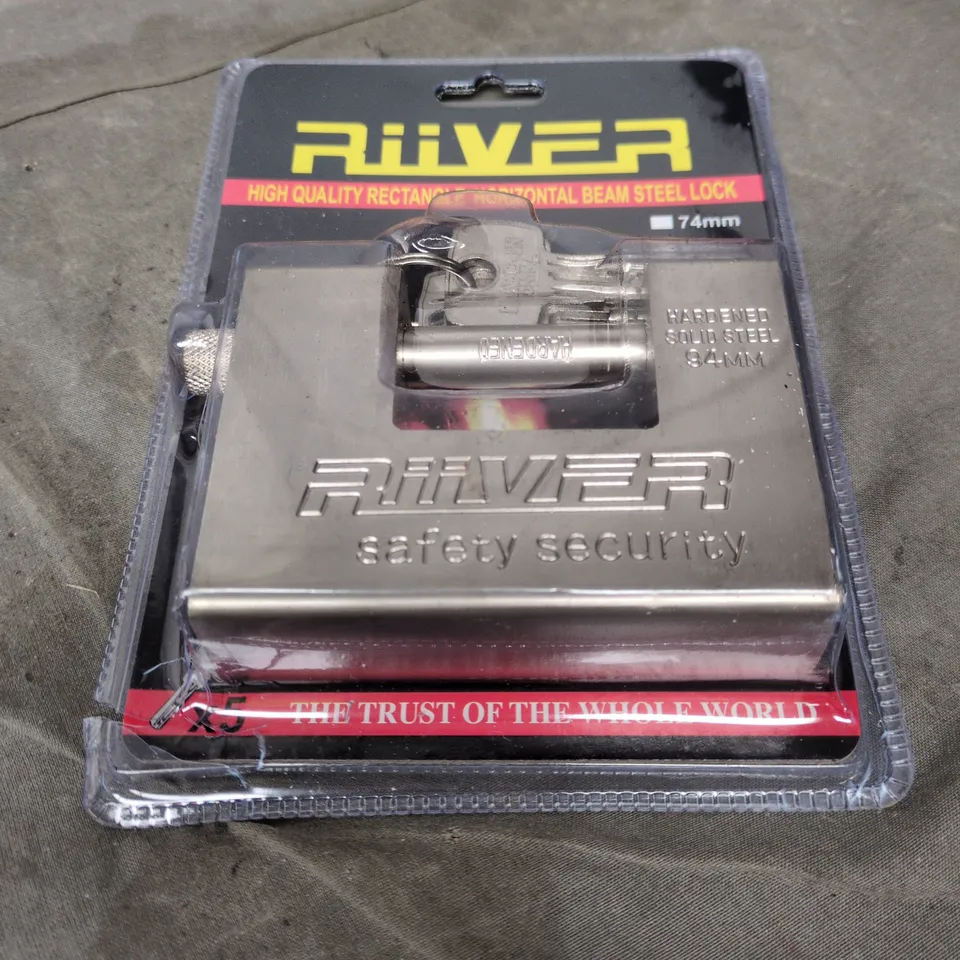 RiiVER
HIGH QUALITY RECTANGLE HORIZONTAL BEAM STEEL LOCK
74mm
HARDENED
SOLID STEEL
94MM
HARDENED
RiiVER
safety security
x5
THE TRUST OF THE WHOLE WORLD